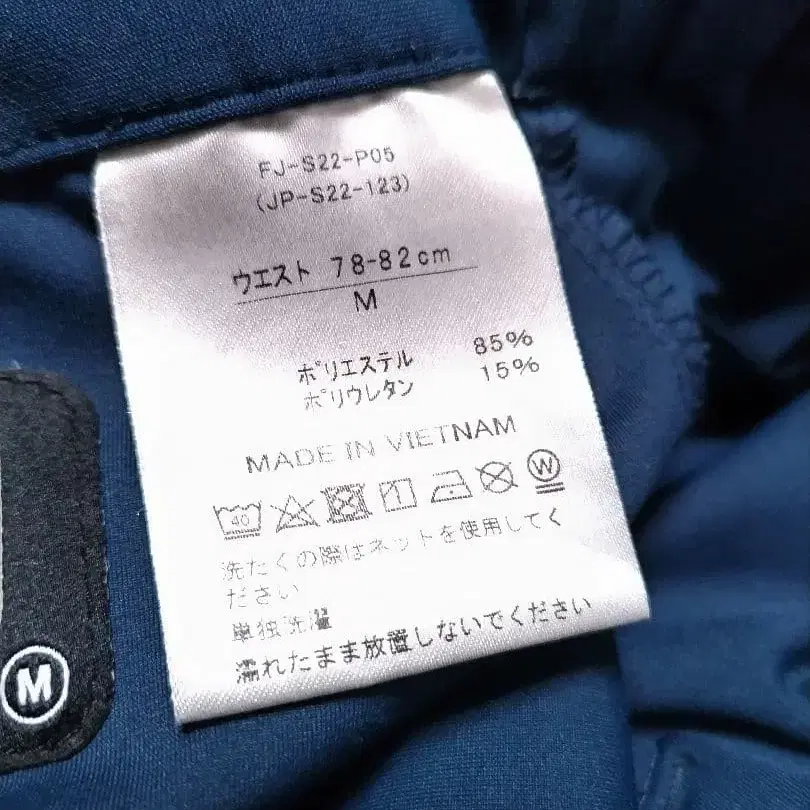 FJ-S22-P05
(JP-S22-123)
ウエスト 78-82cm
M
ポリエステル 85%
ポリウレタン 15%
MADE IN VIETNAM
40 W
洗たくの際はネットを使用してく
ださい
単独洗濯
濡れたまま放置しないでください
M